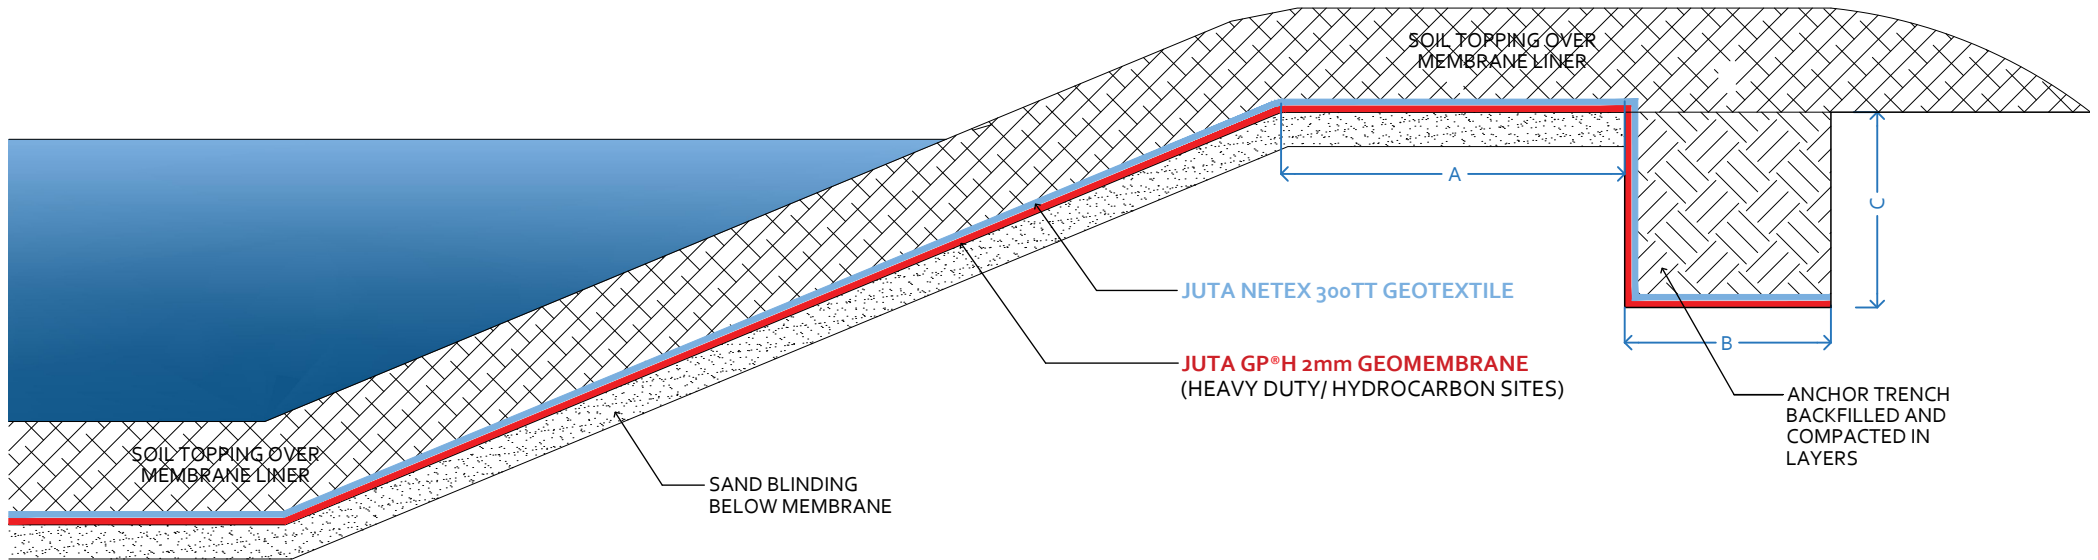 SOIL TOPPING OVER
MEMBRANE LINER
A
C
JUTA NETEX 300TT GEOTEXTILE
B
JUTA GP®H 2mm GEOMEMBRANE
(HEAVY DUTY/ HYDROCARBON SITES)
ANCHOR TRENCH
BACKFILLED AND
COMPACTED IN
LAYERS
SOIL TOPPING OVER
MEMBRANE LINER
SAND BLINDING
BELOW MEMBRANE